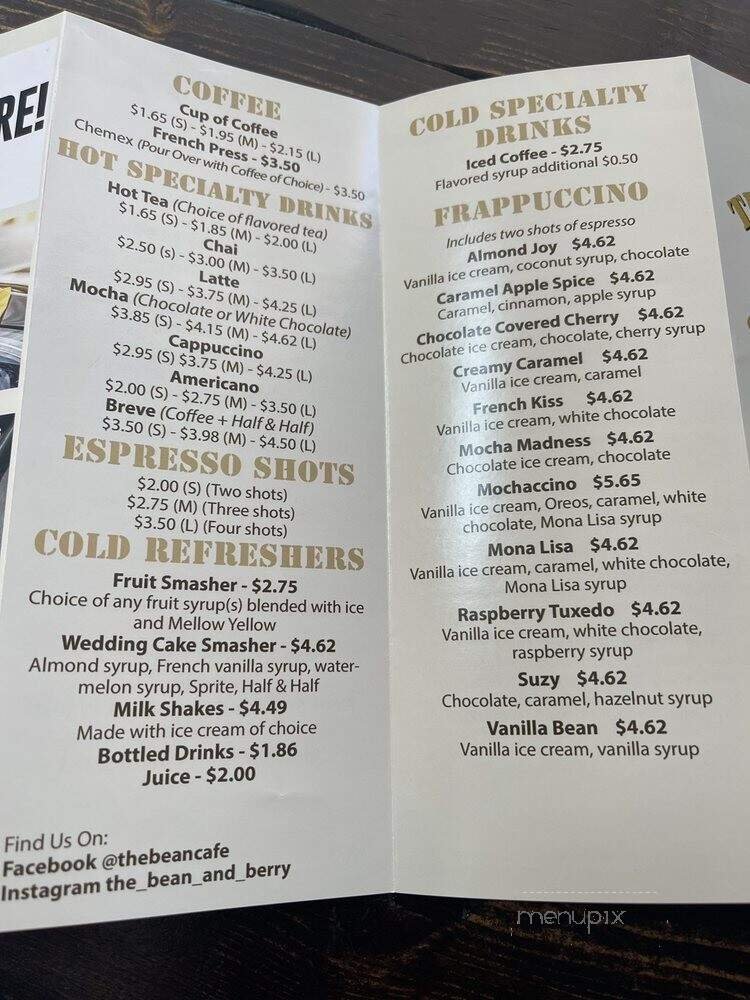 RE!
COFFEE
Cup of Coffee
$1.65 (S) - $1.95 (M) - $2.15 (L)
French Press - $3.50
Chemex (Pour Over with Coffee of Choice) - $3.50
HOT SPECIALTY DRINKS
Hot Tea (Choice of flavored tea)
$1.65 (S) - $1.85 (M) - $2.00 (L)
Chai
$2.50 (s) - $3.00 (M) - $3.50 (L)
Latte
$2.95 (S) - $3.75 (M) - $4.25 (L)
Mocha (Chocolate or White Chocolate)
$3.85 (S) - $4.15 (M) - $4.62 (L)
Cappuccino
$2.95 (S) $3.75 (M) - $4.25 (L)
Americano
$2.00 (S) - $2.75 (M) - $3.50 (L)
Breve (Coffee + Half & Half)
$3.50 (S) - $3.98 (M) - $4.50 (L)
ESPRESSO SHOTS
$2.00 (S) (Two shots)
$2.75 (M) (Three shots)
$3.50 (L) (Four shots)
COLD REFRESHERS
Fruit Smasher - $2.75
Choice of any fruit syrup(s) blended with ice
and Mellow Yellow
Wedding Cake Smasher - $4.62
Almond syrup, French vanilla syrup, water-
melon syrup, Sprite, Half & Half
Milk Shakes - $4.49
Made with ice cream of choice
Bottled Drinks - $1.86
Juice - $2.00
Find Us On:
Facebook @thebeancafe
Instagram the_bean_and_berry
COLD SPECIALTY
DRINKS
Iced Coffee - $2.75
Flavored syrup additional $0.50
FRAPPUCCINO
Includes two shots of espresso
Almond Joy $4.62
Vanilla ice cream, coconut syrup, chocolate
Caramel Apple Spice $4.62
Caramel, cinnamon, apple syrup
Chocolate Covered Cherry $4.62
Chocolate ice cream, chocolate, cherry syrup
Creamy Caramel $4.62
Vanilla ice cream, caramel
French Kiss $4.62
Vanilla ice cream, white chocolate
Mocha Madness $4.62
Chocolate ice cream, chocolate
Mochaccino $5.65
Vanilla ice cream, Oreos, caramel, white
chocolate, Mona Lisa syrup
Mona Lisa $4.62
Vanilla ice cream, caramel, white chocolate,
Mona Lisa syrup
Raspberry Tuxedo $4.62
Vanilla ice cream, white chocolate,
raspberry syrup
Suzy $4.62
Chocolate, caramel, hazelnut syrup
Vanilla Bean $4.62
Vanilla ice cream, vanilla syrup
menupix